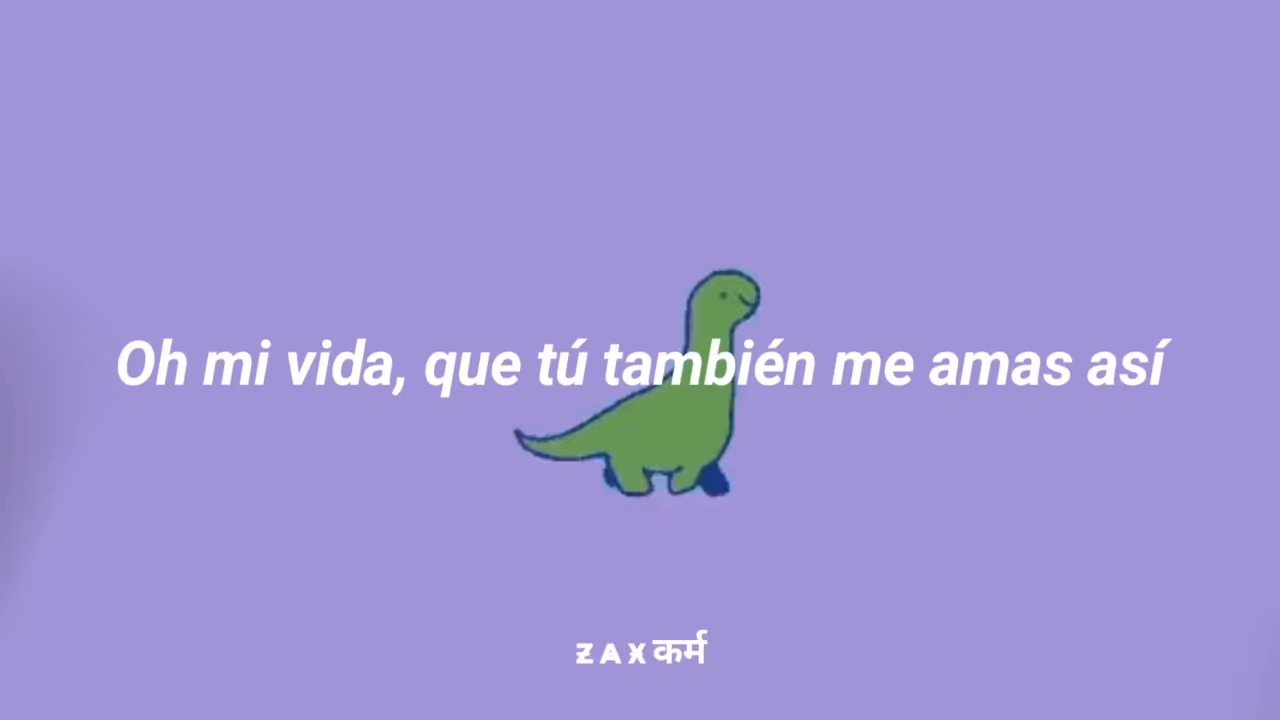 Oh mi vida, que tú también me amas así
ZAXकर्म